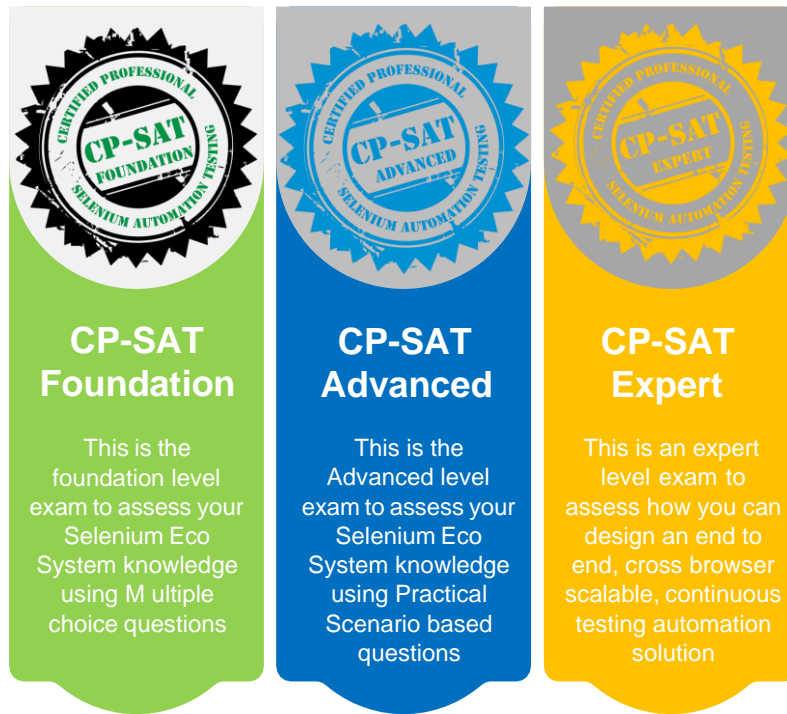 CERTIFIED PROFESSIONAL
CP-SAT
FOUNDATION
SELENIUM AUTOMATION TESTING
CP-SAT
Foundation
This is the
foundation level
exam to assess your
Selenium Eco
System knowledge
using M ultiple
choice questions
CERTIFIED PROFESSIONAL
CP-SAT
ADVANCED
SELENIUM AUTOMATION TESTING
CP-SAT
Advanced
This is the
Advanced level
exam to assess your
Selenium Eco
System knowledge
using Practical
Scenario based
questions
CERTIFIED PROFESSIONAL
CP-SAT
EXPERT
SELENIUM AUTOMATION TESTING
CP-SAT
Expert
This is an expert
level exam to
assess how you can
design an end to
end, cross browser
scalable, continuous
testing automation
solution